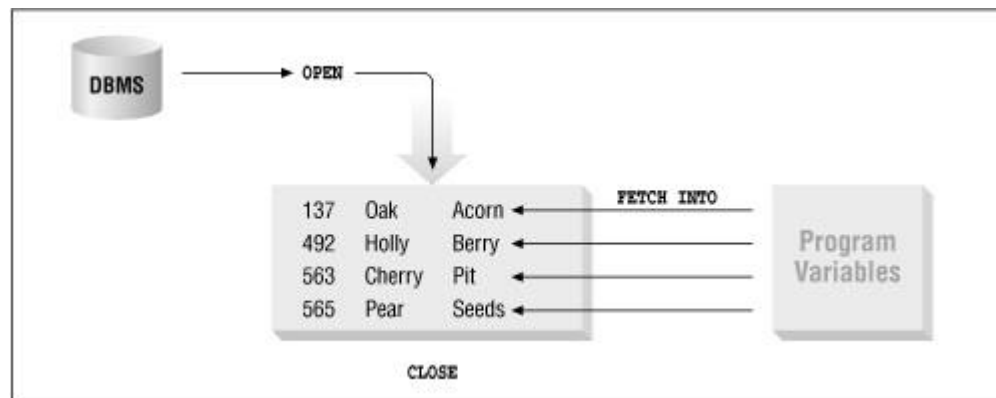 DBMS
OPEN
FETCH INTO
137 Oak Acorn
492 Holly Berry
563 Cherry Pit
565 Pear Seeds
Program
Variables
CLOSE